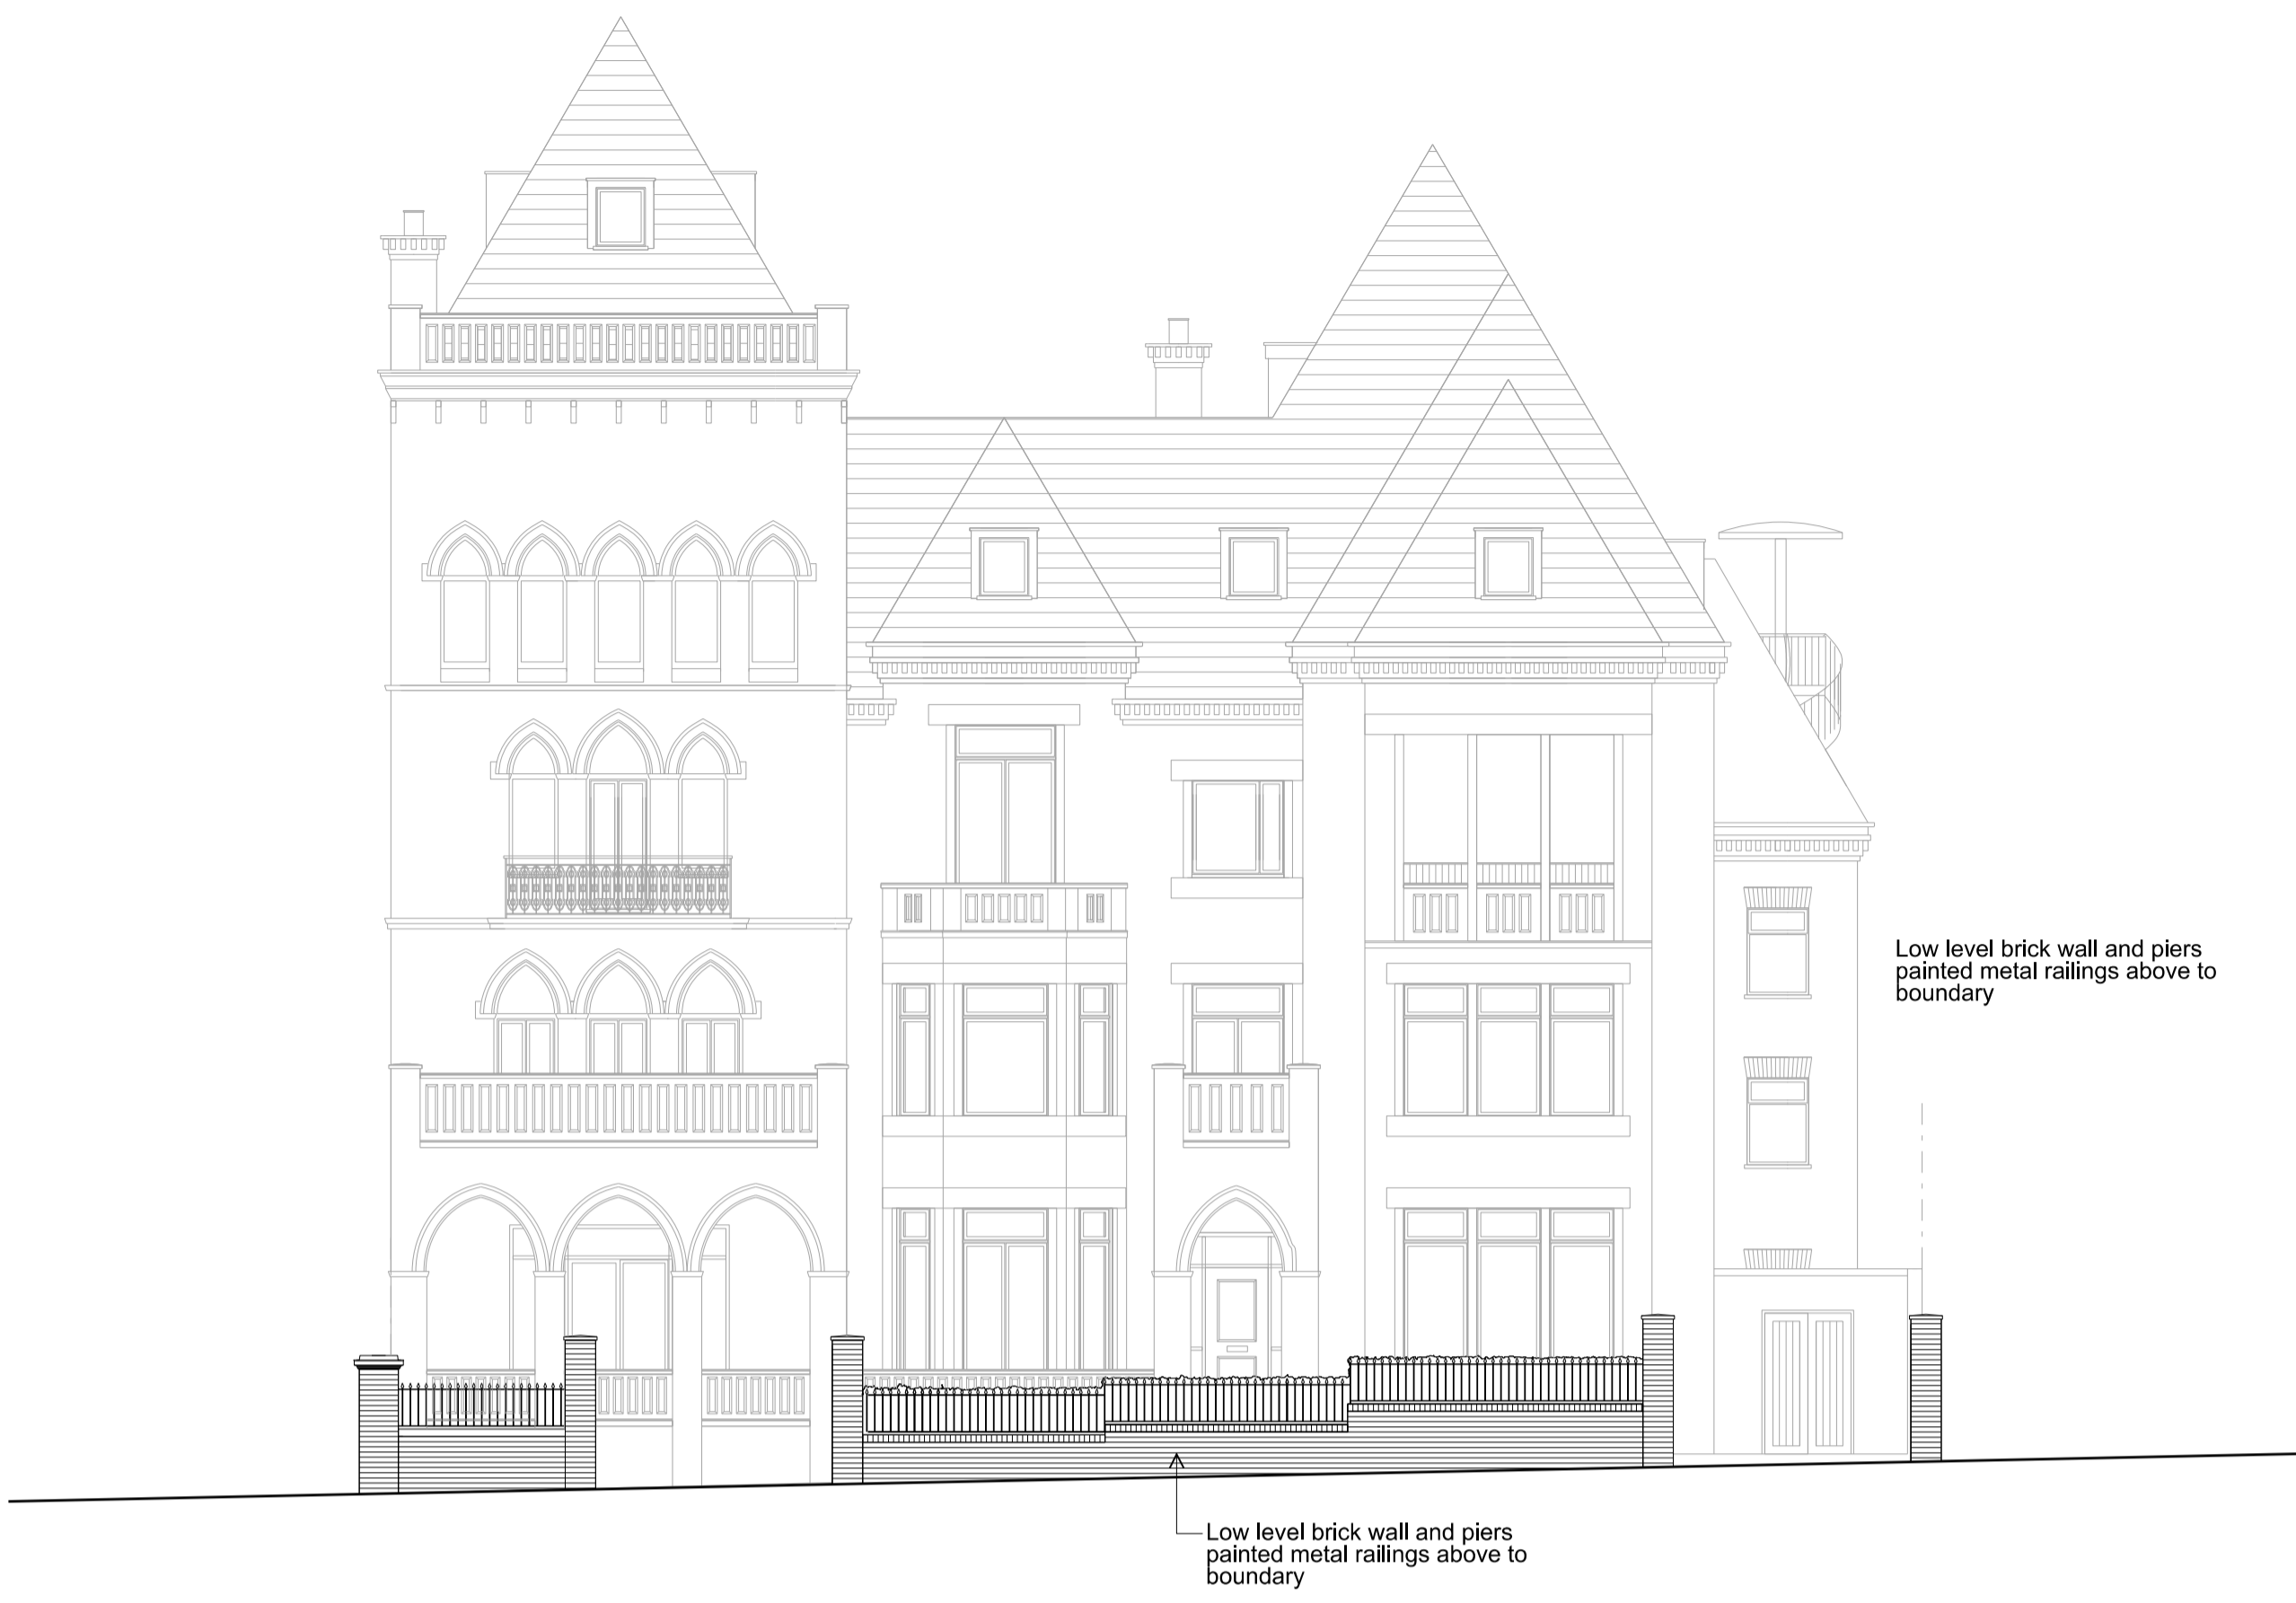 Low level brick wall and piers
painted metal railings above to
boundary
Low level brick wall and piers
painted metal railings above to
boundary